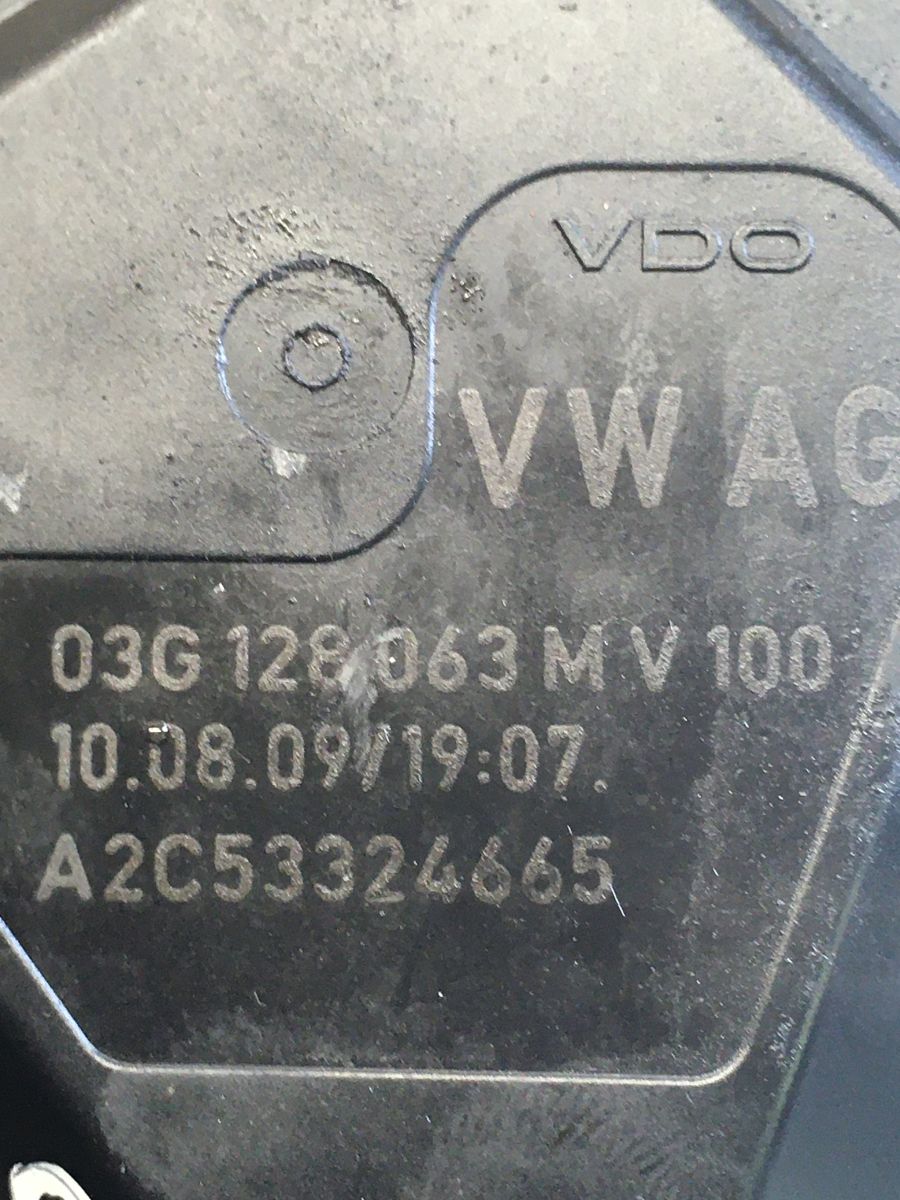 VDO
VW AG
03G 128 063 M V 100
10.08.09/19:07.
A2C53324665